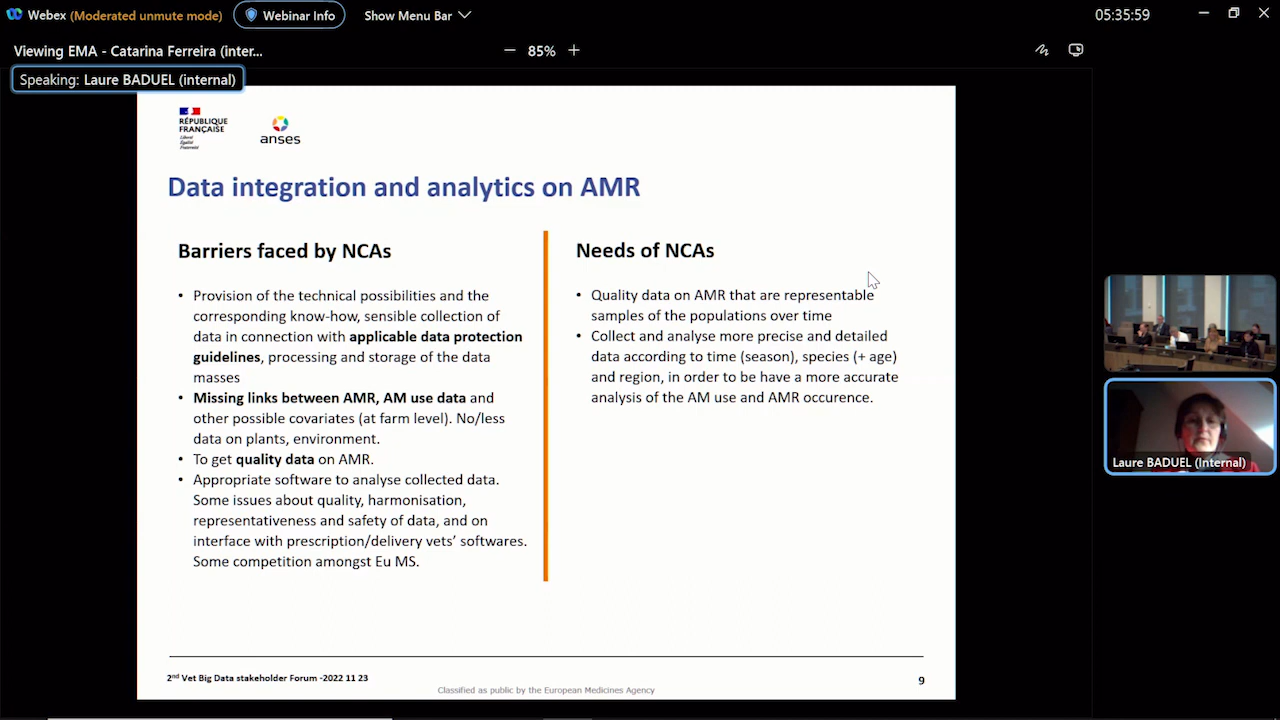 Webex (Moderated unmute mode) Webinar Info Show Menu Bar 05:35:59
Viewing EMA - Catarina Ferreira (inter... 85%
Speaking: Laure BADUEL (internal)
RÉPUBLIQUE
FRANÇAISE
Liberté
Égalité
Fraternité
anses
Data integration and analytics on AMR
Barriers faced by NCAs
• Provision of the technical possibilities and the
corresponding know-how, sensible collection of
data in connection with applicable data protection
guidelines, processing and storage of the data
masses
• Missing links between AMR, AM use data and
other possible covariates (at farm level). No/less
data on plants, environment.
• To get quality data on AMR.
• Appropriate software to analyse collected data.
Some issues about quality, harmonisation,
representativeness and safety of data, and on
interface with prescription/delivery vets’ softwares.
Some competition amongst Eu MS.
Needs of NCAs
• Quality data on AMR that are representable
samples of the populations over time
• Collect and analyse more precise and detailed
data according to time (season), species (+ age)
and region, in order to be have a more accurate
analysis of the AM use and AMR occurence.
Laure BADUEL (Internal)
2nd Vet Big Data stakeholder Forum -2022 11 23
Classified as public by the European Medicines Agency
9